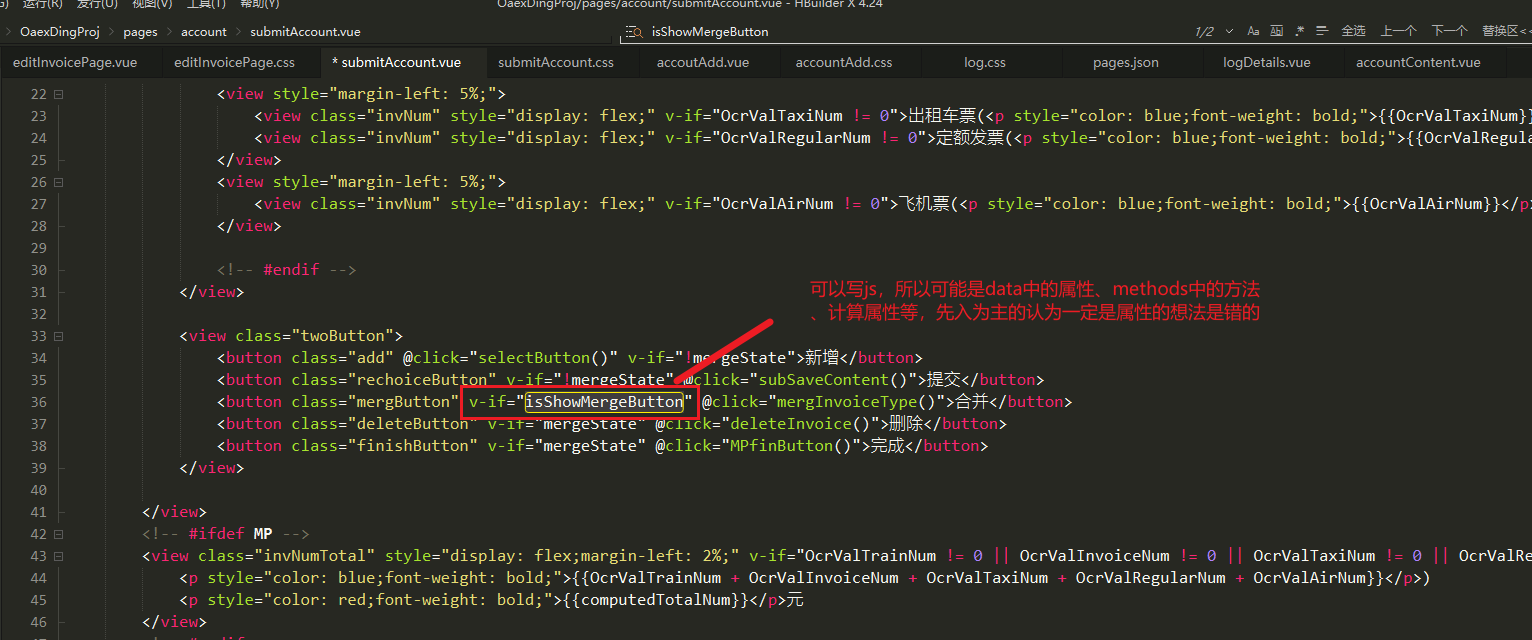 运行(R) 发行(U) 视图(V) 工具(T) 帮助(Y) OaexDingProj/pages/account/submitAccount.vue - HBuilder X 4.24
OaexDingProj > pages > account > submitAccount.vue isShowMergeButton 1/2 Aa .* 全选 上一个 下一个 替换区<<
editInvoicePage.vue editInvoicePage.css * submitAccount.vue submitAccount.css accoutAdd.vue accountAdd.css log.css pages.json logDetails.vue accountContent.vue
22 <view style="margin-left: 5%;">
23 <view class="invNum" style="display: flex;" v-if="OcrValTaxiNum != 0">出租车票(<p style="color: blue;font-weight: bold;">{{OcrValTaxiNum}}
24 <view class="invNum" style="display: flex;" v-if="OcrValRegularNum != 0">定额发票(<p style="color: blue;font-weight: bold;">{{OcrValRegula
25 </view>
26 <view style="margin-left: 5%;">
27 <view class="invNum" style="display: flex;" v-if="OcrValAirNum != 0">飞机票(<p style="color: blue;font-weight: bold;">{{OcrValAirNum}}</p>
28 </view>
29
30 <!-- #endif -->
31 </view>
32
可以写js，所以可能是data中的属性、methods中的方法
、计算属性等，先入为主的认为一定是属性的想法是错的
33 <view class="twoButton">
34 <button class="add" @click="selectButton()" v-if="!mergeState">新增</button>
35 <button class="rechoiceButton" v-if="!mergeState" @click="subSaveContent()">提交</button>
36 <button class="mergButton" v-if="isShowMergeButton" @click="mergInvoiceType()">合并</button>
37 <button class="deleteButton" v-if="mergeState" @click="deleteInvoice()">删除</button>
38 <button class="finishButton" v-if="mergeState" @click="MPfinButton()">完成</button>
39 </view>
40
41 </view>
42 <!-- #ifdef MP -->
43 <view class="invNumTotal" style="display: flex;margin-left: 2%;" v-if="OcrValTrainNum != 0 || OcrValInvoiceNum != 0 || OcrValTaxiNum != 0 || OcrValRe
44 <p style="color: blue;font-weight: bold;">{{OcrValTrainNum + OcrValInvoiceNum + OcrValTaxiNum + OcrValRegularNum + OcrValAirNum}}</p>)
45 <p style="color: red;font-weight: bold;">{{computedTotalNum}}</p>元
46 </view>